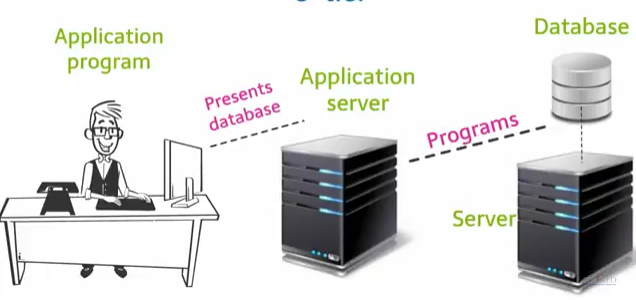 Application
program
Presents
database
Application
server
Programs
Database
Server